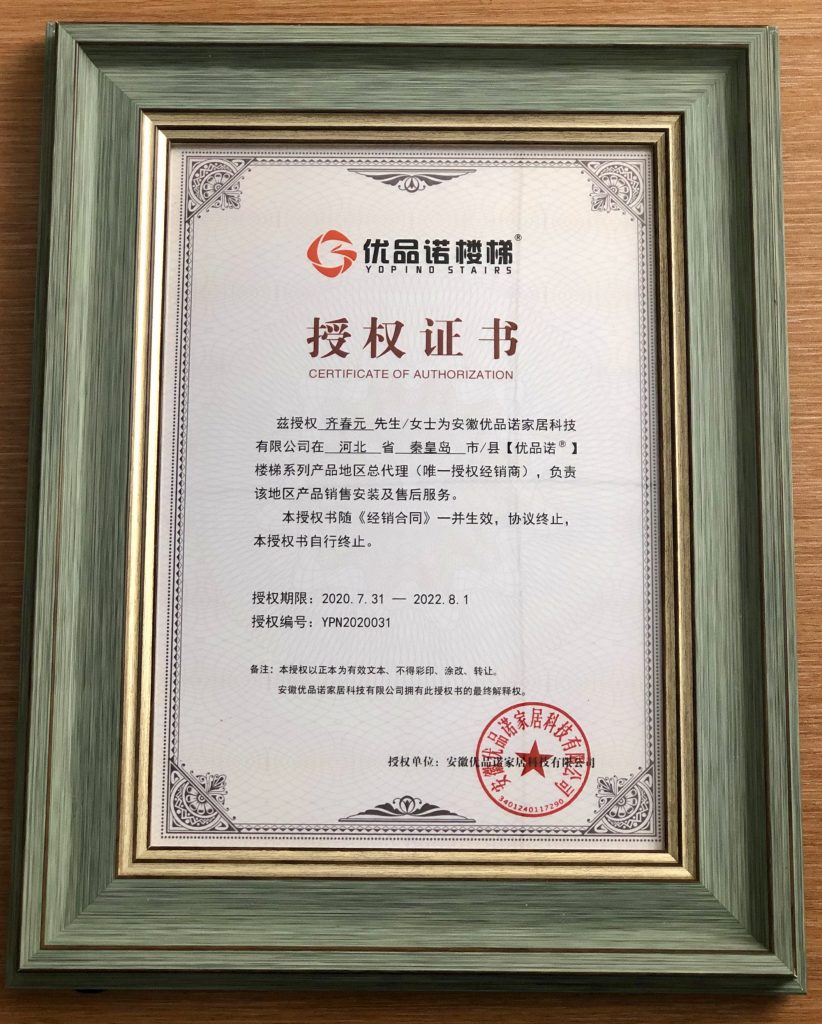 优品诺楼梯®
YOPINO STAIRS
授权证书
CERTIFICATE OF AUTHORIZATION
兹授权 齐春元 先生/女士为安徽优品诺家居科技
有限公司在 河北 省 秦皇岛 市/县【优品诺®】
楼梯系列产品地区总代理（唯一授权经销商），负责
该地区产品销售安装及售后服务。
本授权书随《经销合同》一并生效，协议终止，
本授权书自行终止。
授权期限：2020.7.31 — 2022.8.1
授权编号：YPN2020031
备注：本授权以正本为有效文本、不得彩印、涂改、转让。
安徽优品诺家居科技有限公司拥有此授权书的最终解释权。
授权单位：安徽优品诺家居科技有限公司
安徽优品诺家居科技有限公司
3401240117290